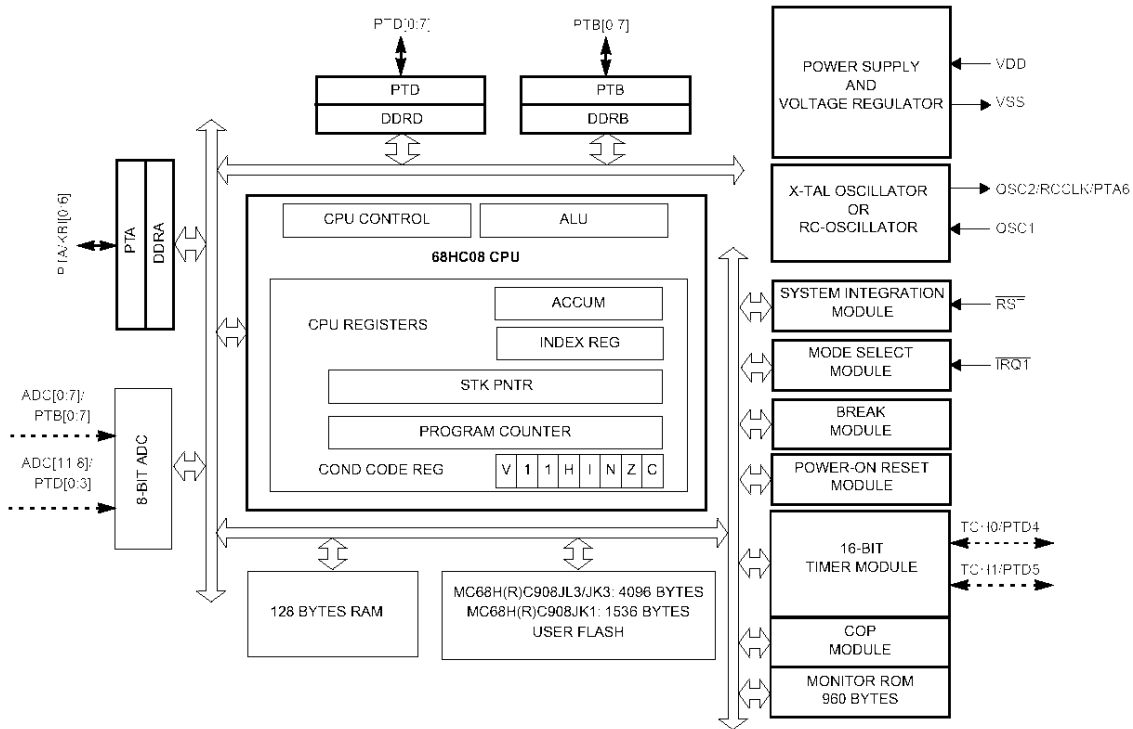 PTD[0:7]
PTB[0:7]
PTD
DDRD
PTB
DDRB
POWER SUPPLY
AND
VOLTAGE REGULATOR
VDD
VSS
X-TAL OSCILLATOR
OR
RC-OSCILLATOR
OSC2/RCCLK/PTA6
OSC1
PTA/KBI[0:6]
PTA
DDRA
CPU CONTROL
ALU
68HC08 CPU
CPU REGISTERS
ACCUM
INDEX REG
STK PNTR
PROGRAM COUNTER
COND CODE REG
V 1 1 H I N Z C
SYSTEM INTEGRATION
MODULE
RST
MODE SELECT
MODULE
IRQ1
BREAK
MODULE
POWER-ON RESET
MODULE
ADC[0:7]/
PTB[0:7]
ADC[11:8]/
PTD[0:3]
8-BIT ADC
16-BIT
TIMER MODULE
TCH0/PTD4
TCH1/PTD5
128 BYTES RAM
MC68H(R)C908JL3/JK3: 4096 BYTES
MC68H(R)C908JK1: 1536 BYTES
USER FLASH
COP
MODULE
MONITOR ROM
960 BYTES